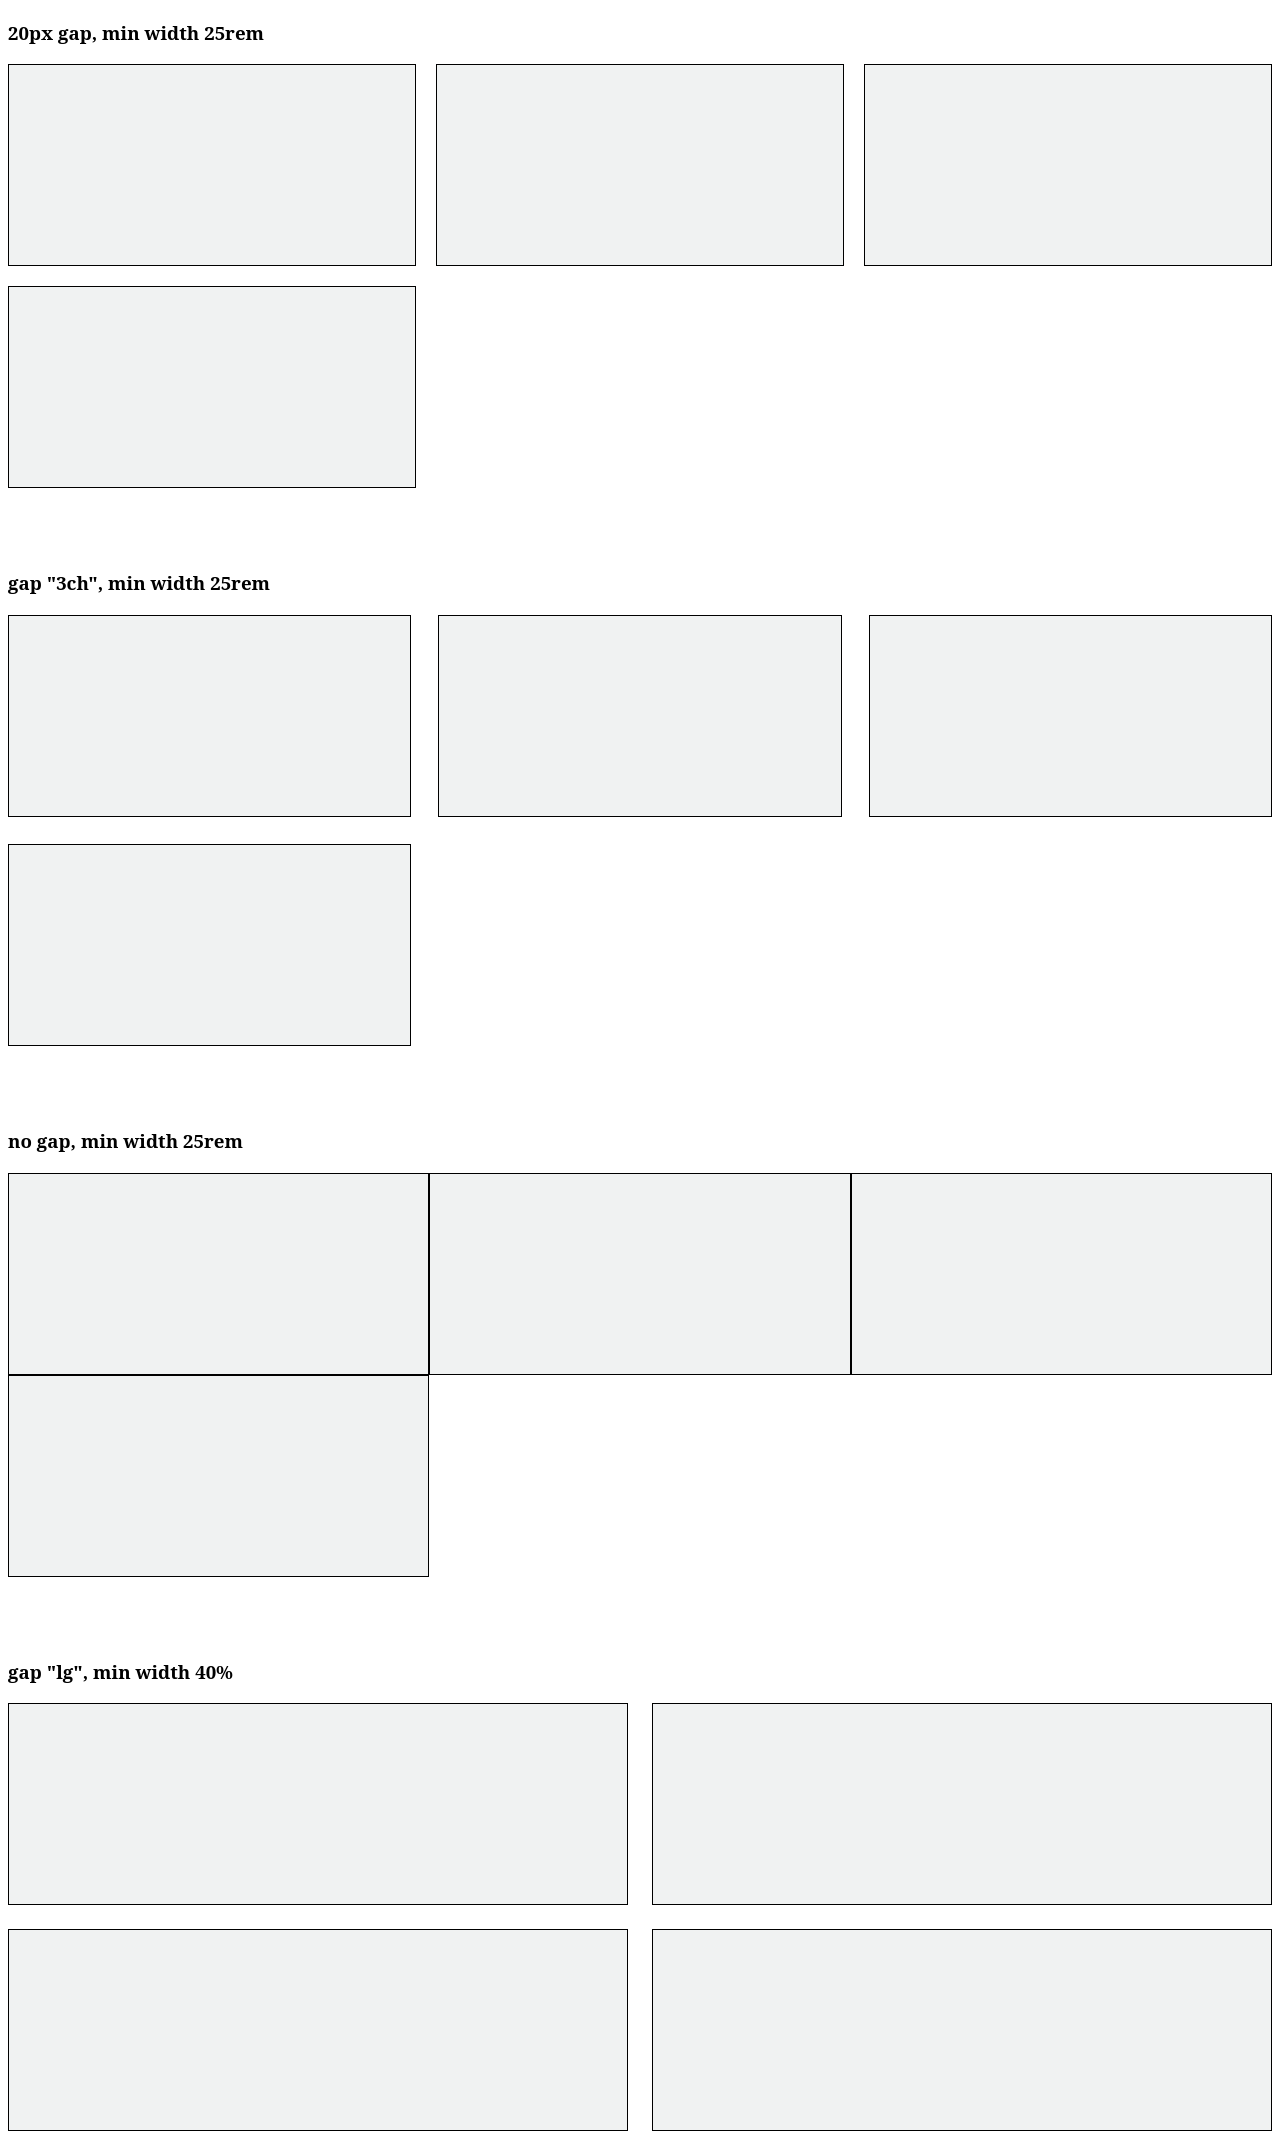 20px gap, min width 25rem
gap "3ch", min width 25rem
no gap, min width 25rem
gap "lg", min width 40%